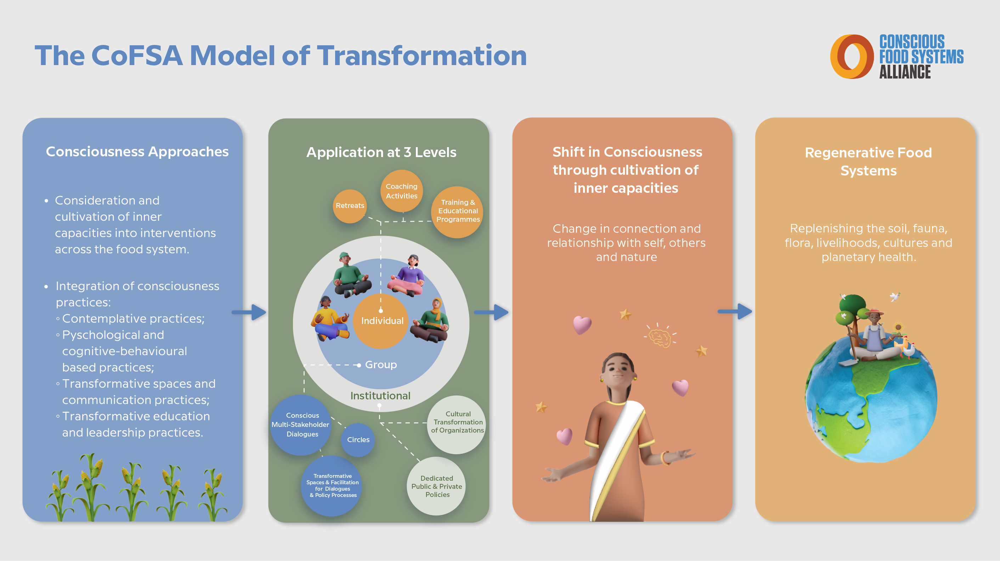 The CoFSA Model of Transformation
CONSCIOUS
FOOD SYSTEMS
ALLIANCE
Consciousness Approaches
• Consideration and
cultivation of inner
capacities into interventions
across the food system.
• Integration of consciousness
practices:
◦ Contemplative practices;
◦ Pyschological and
cognitive-behavioural
based practices;
◦ Transformative spaces and
communication practices;
◦ Transformative education
and leadership practices.
Application at 3 Levels
Retreats
Coaching
Activities
Training &
Educational
Programmes
Individual
Group
Institutional
Conscious
Multi-Stakeholder
Dialogues
Circles
Transformative
Spaces & Facilitation
for Dialogues
& Policy Processes
Cultural
Transformation
of Organizations
Dedicated
Public & Private
Policies
Shift in Consciousness
through cultivation of
inner capacities
Change in connection and
relationship with self, others
and nature
Regenerative Food
Systems
Replenishing the soil, fauna,
flora, livelihoods, cultures and
planetary health.